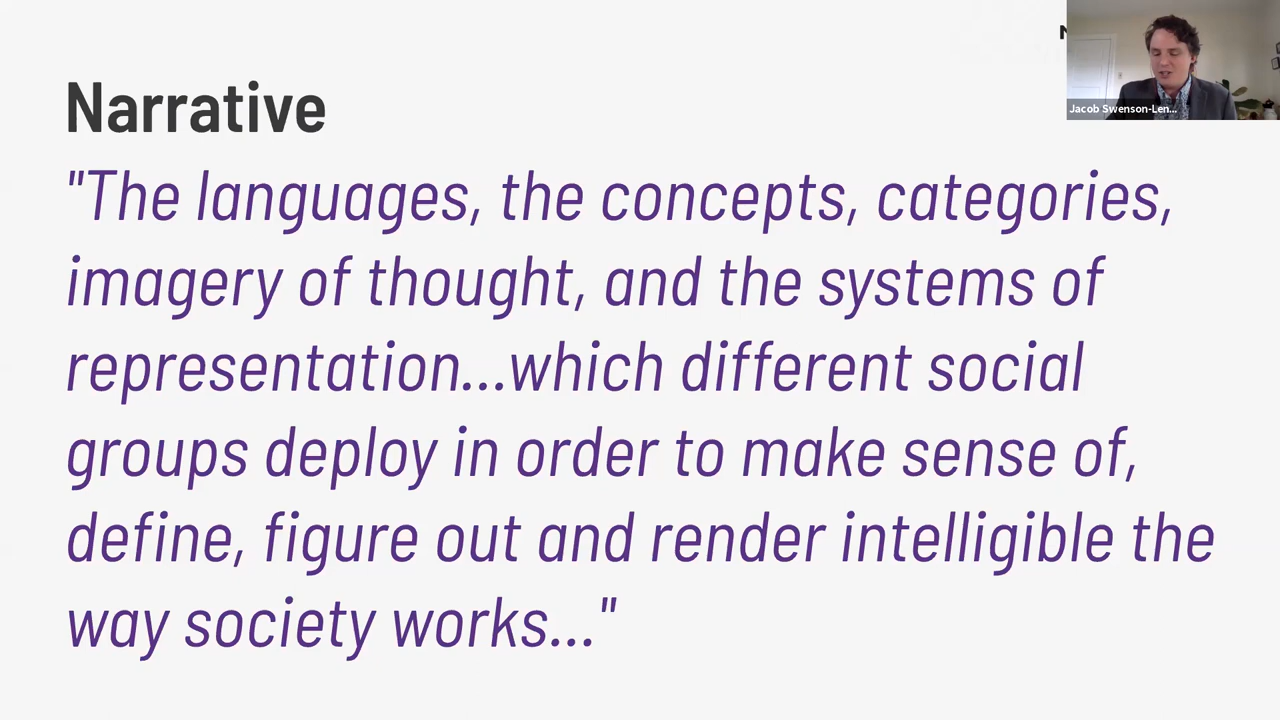 Narrative
"The languages, the concepts, categories,
imagery of thought, and the systems of
representation...which different social
groups deploy in order to make sense of,
define, figure out and render intelligible the
way society works..."
Jacob Swenson-Len...